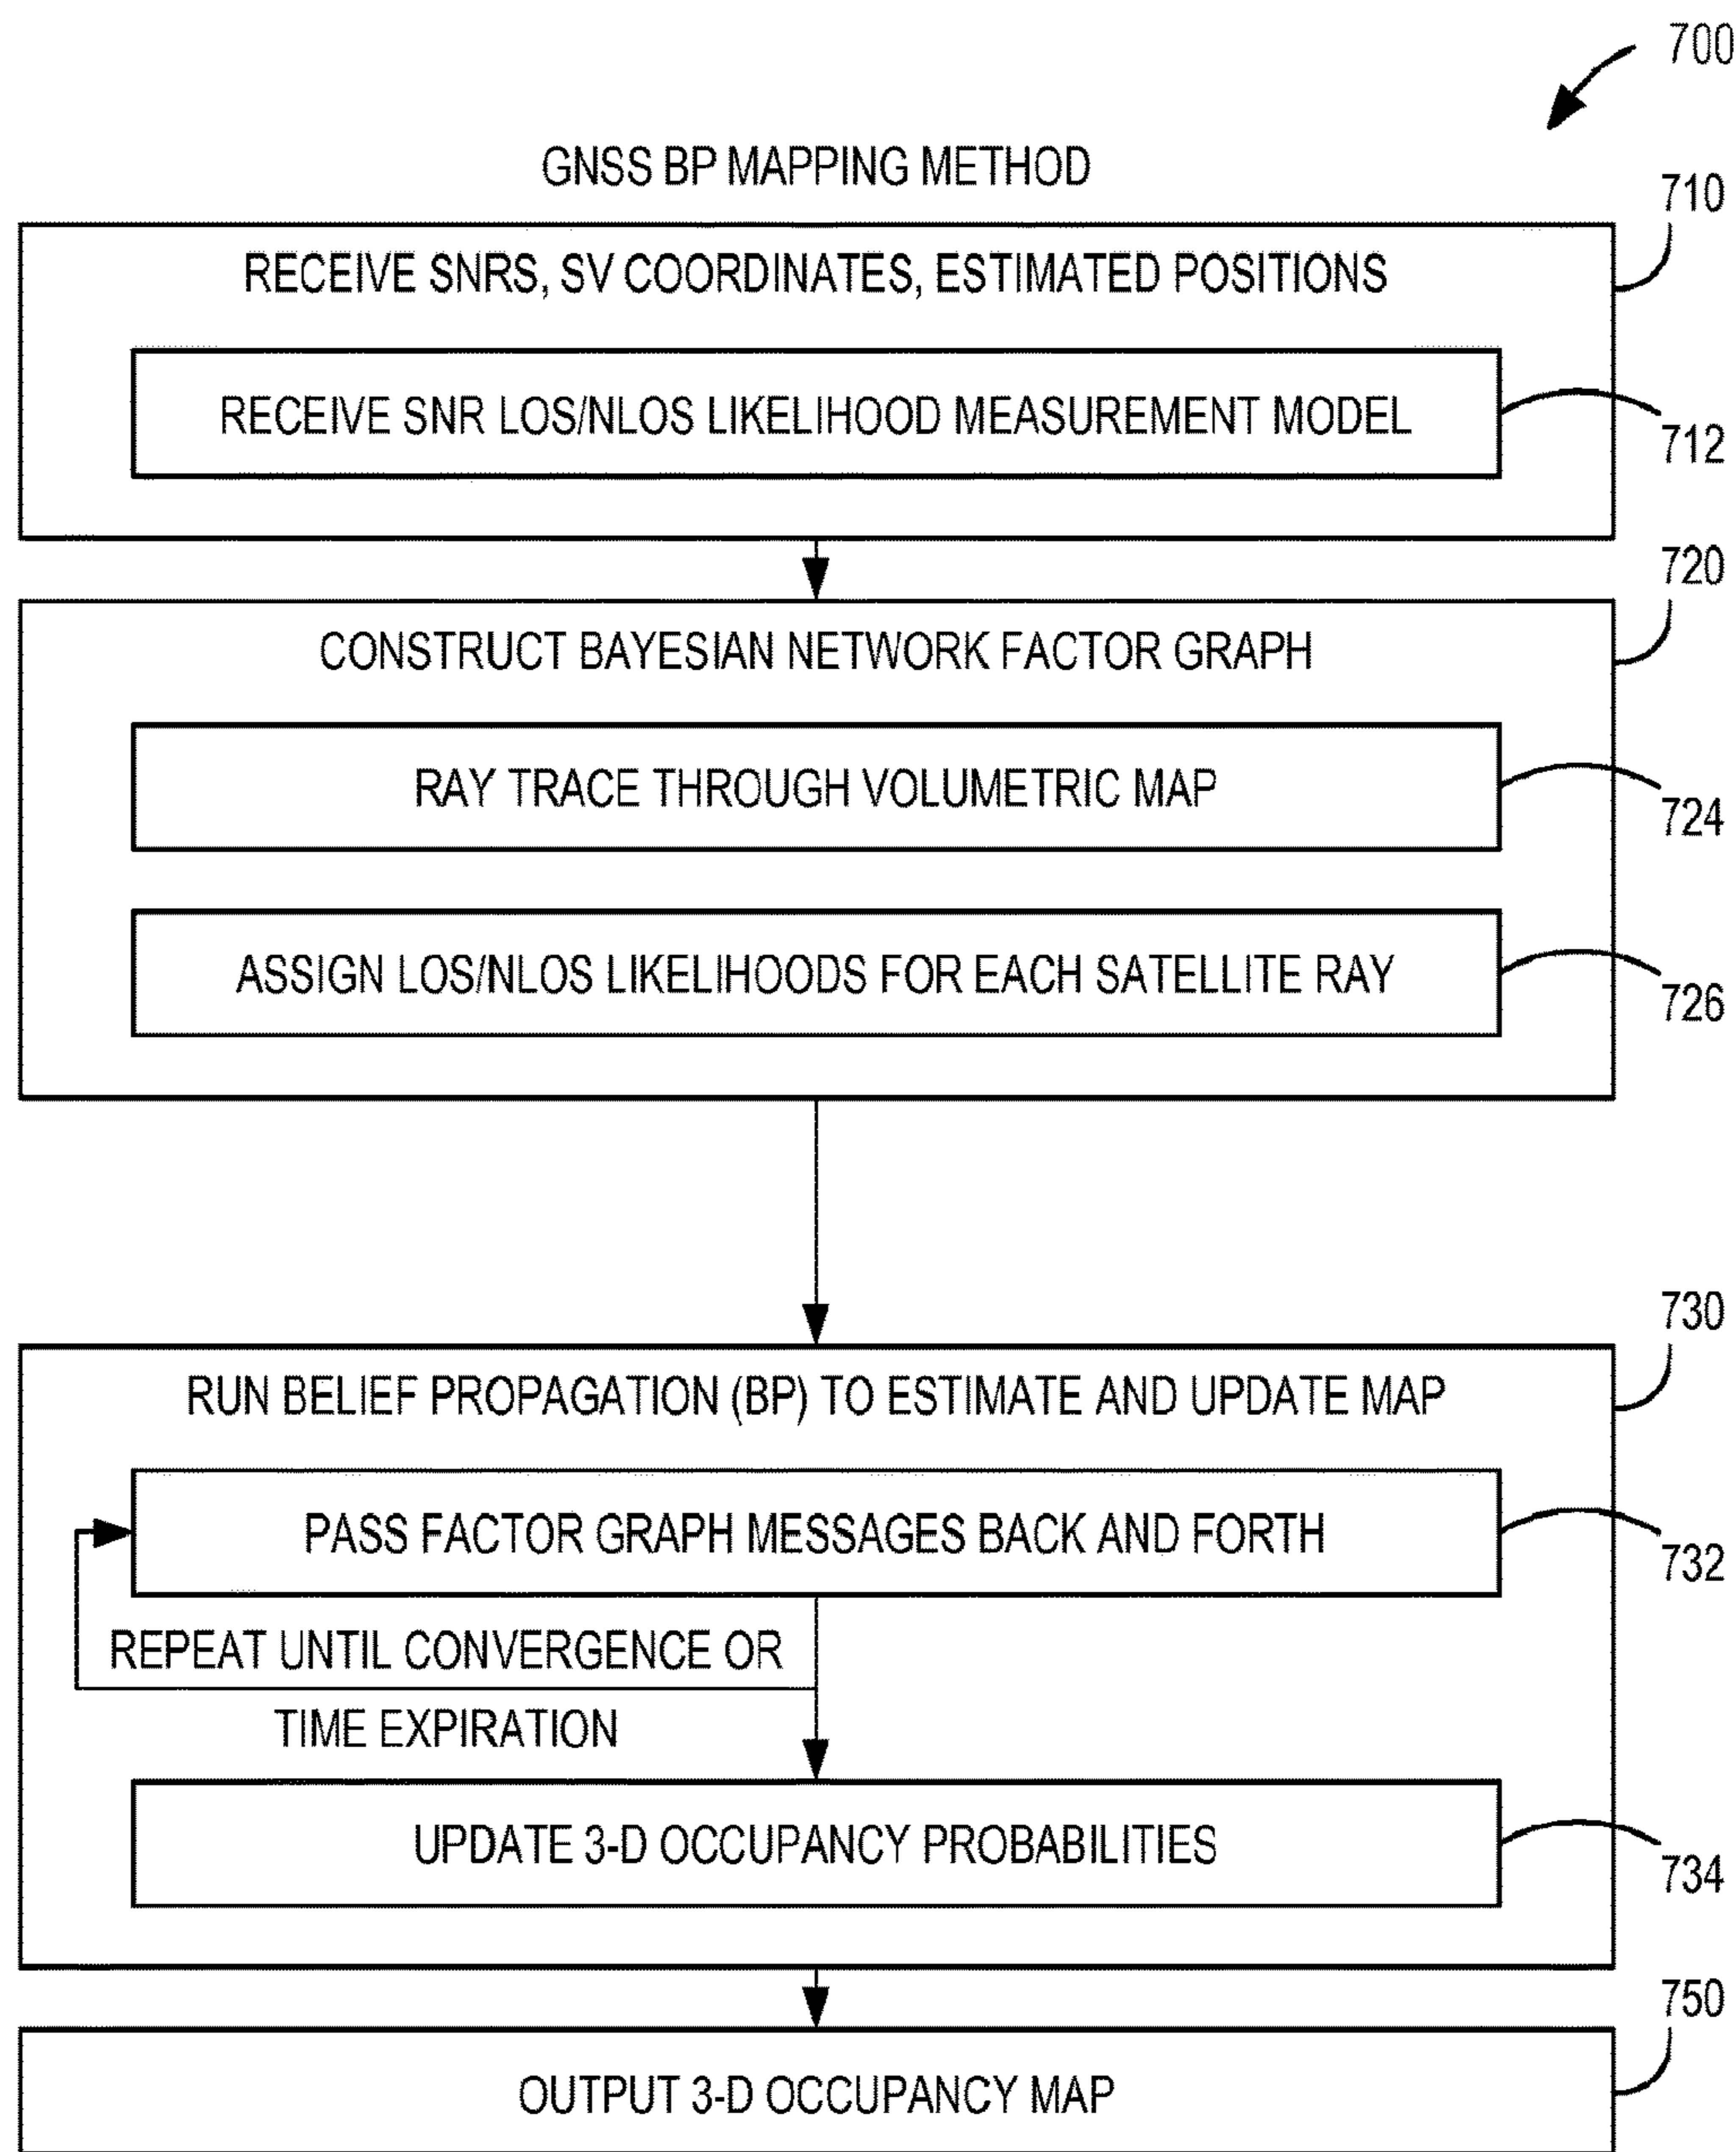 700
GNSS BP MAPPING METHOD
710
RECEIVE SNRS, SV COORDINATES, ESTIMATED POSITIONS
RECEIVE SNR LOS/NLOS LIKELIHOOD MEASUREMENT MODEL
712
720
CONSTRUCT BAYESIAN NETWORK FACTOR GRAPH
RAY TRACE THROUGH VOLUMETRIC MAP
724
ASSIGN LOS/NLOS LIKELIHOODS FOR EACH SATELLITE RAY
726
730
RUN BELIEF PROPAGATION (BP) TO ESTIMATE AND UPDATE MAP
PASS FACTOR GRAPH MESSAGES BACK AND FORTH
732
REPEAT UNTIL CONVERGENCE OR
TIME EXPIRATION
UPDATE 3-D OCCUPANCY PROBABILITIES
734
750
OUTPUT 3-D OCCUPANCY MAP